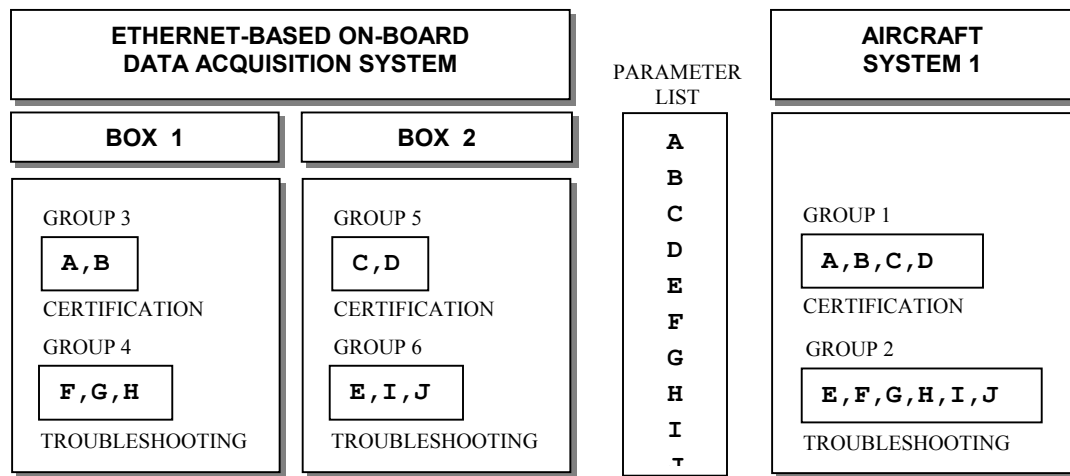 ETHERNET-BASED ON-BOARD
DATA ACQUISITION SYSTEM
BOX 1
GROUP 3
A,B
CERTIFICATION
GROUP 4
F,G,H
TROUBLESHOOTING
BOX 2
GROUP 5
C,D
CERTIFICATION
GROUP 6
E,I,J
TROUBLESHOOTING
PARAMETER
LIST
A
B
C
D
E
F
G
H
I
AIRCRAFT
SYSTEM 1
GROUP 1
A,B,C,D
CERTIFICATION
GROUP 2
E,F,G,H,I,J
TROUBLESHOOTING